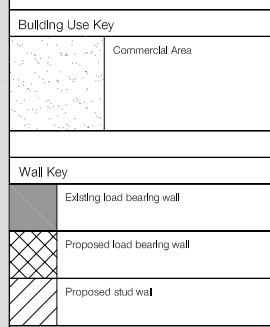 Building Use Key
Commercial Area
Wall Key
Existing load bearing wall
Proposed load bearing wall
Proposed stud wall